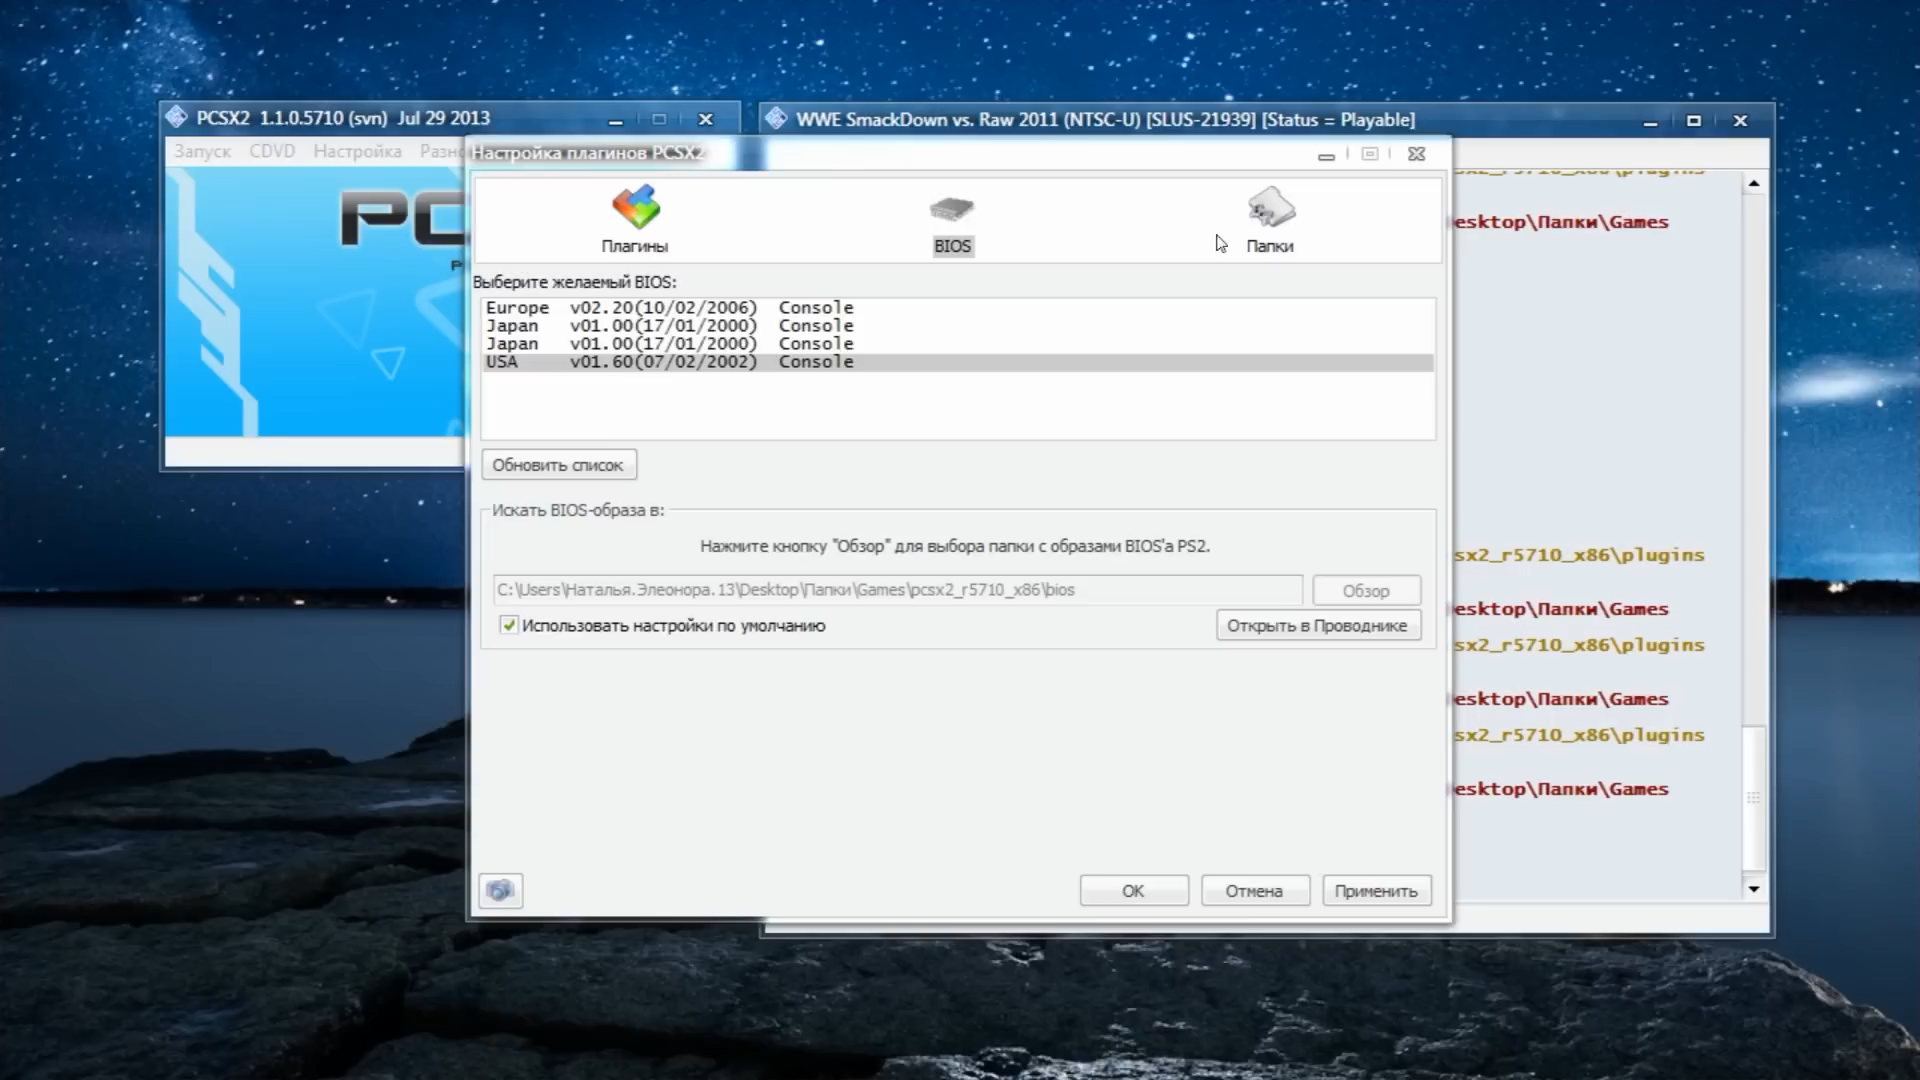 PCSX2 1.1.0.5710 (svn) Jul 29 2013
WWE SmackDown vs. Raw 2011 (NTSC-U) [SLUS-21939] [Status = Playable]
Запуск CDVD Настройка
Настройка плагинов PCSX2
PC
Плагины
BIOS
Папки
Выберите желаемый BIOS:
Europe v02.20(10/02/2006) Console
Japan v01.00(17/01/2000) Console
Japan v01.00(17/01/2000) Console
USA v01.60(07/02/2002) Console
Обновить список
Искать BIOS-образа в:
Нажмите кнопку "Обзор" для выбора папки с образами BIOS'а PS2.
C:\Users\Наталья.Элеонора.13\Desktop\Папки\Games\pcsx2_r5710_x86\bios
Обзор
Использовать настройки по умолчанию
Открыть в Проводнике
OK
Отмена
Применить
esktop\Папки\Games
sx2_r5710_x86\plugins
esktop\Папки\Games
sx2_r5710_x86\plugins
esktop\Папки\Games
sx2_r5710_x86\plugins
esktop\Папки\Games